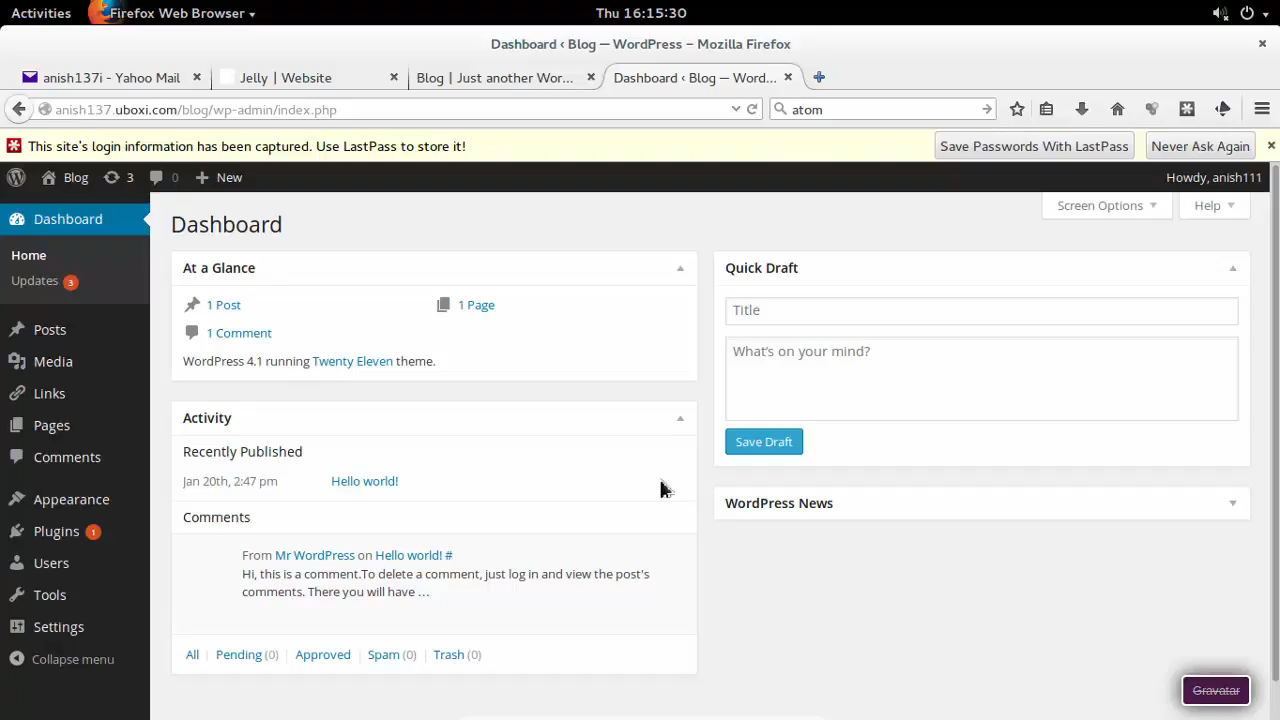 Activities Firefox Web Browser Thu 16:15:30
Dashboard ‹ Blog — WordPress – Mozilla Firefox
anish137i - Yahoo Mail Jelly | Website Blog | Just another Wor... Dashboard ‹ Blog — Word...
anish137.uboxi.com/blog/wp-admin/index.php atom
This site's login information has been captured. Use LastPass to store it! Save Passwords With LastPass Never Ask Again
Blog 3 0 New Howdy, anish111
Dashboard
Home
Updates 3
Posts
Media
Links
Pages
Comments
Appearance
Plugins 1
Users
Tools
Settings
Collapse menu
Screen Options Help
Dashboard
At a Glance
1 Post 1 Page
1 Comment
WordPress 4.1 running Twenty Eleven theme.
Activity
Recently Published
Jan 20th, 2:47 pm Hello world!
Comments
From Mr WordPress on Hello world! #
Hi, this is a comment.To delete a comment, just log in and view the post's
comments. There you will have …
All | Pending (0) | Approved | Spam (0) | Trash (0)
Quick Draft
Title
What's on your mind?
Save Draft
WordPress News
Gravatar